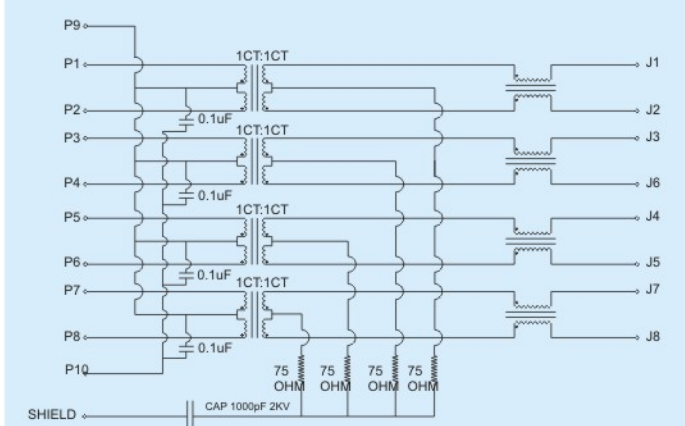 P9
1CT:1CT
P1
J1
P2
J2
0.1uF
1CT:1CT
P3
J3
P4
J6
0.1uF
1CT:1CT
P5
J4
P6
J5
0.1uF
1CT:1CT
P7
J7
P8
J8
0.1uF
P10
75 OHM
75 OHM
75 OHM
75 OHM
CAP 1000pF 2KV
SHIELD